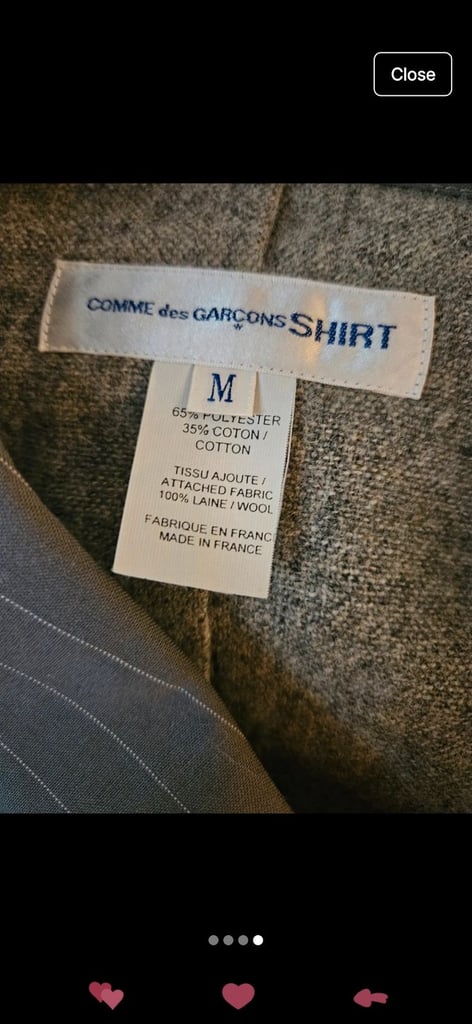 Close
COMME des GARÇONS SHIRT
M
65% POLYESTER
35% COTON /
COTTON
TISSU AJOUTE /
ATTACHED FABRIC
100% LAINE / WOOL
FABRIQUE EN FRANC
MADE IN FRANCE